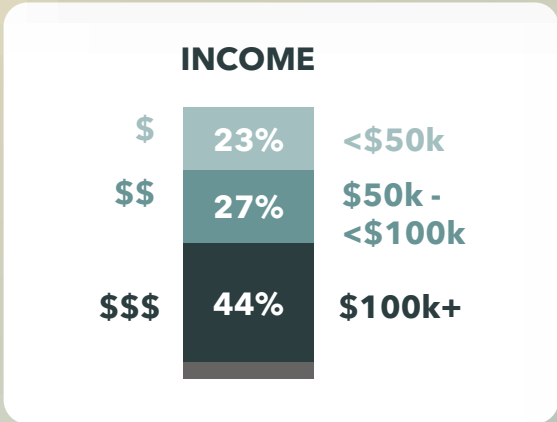 INCOME
$ 23% <$50k
$$ 27% $50k -
<$100k
$$$ 44% $100k+